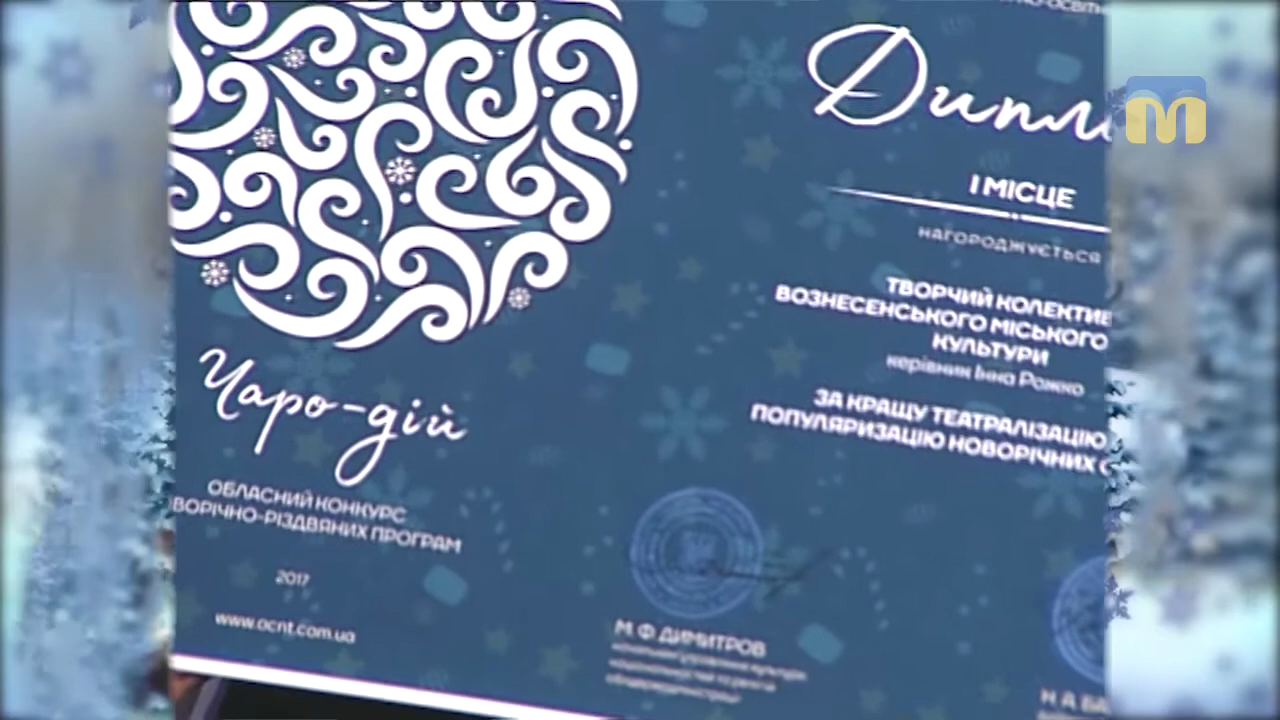 Чаро-дій
ОБЛАСНИЙ КОНКУРС
ВОРІЧНО-РІЗДВЯНИХ ПРОГРАМ
2017
www.ocnt.com.ua
Дипл
І МІСЦЕ
НАГОРОДЖУЄТЬСЯ
ТВОРЧИЙ КОЛЕКТИВ
ВОЗНЕСЕНСЬКОГО МІСЬКОГО
КУЛЬТУРИ
керівник Інна Рожко
ЗА КРАЩУ ТЕАТРАЛІЗАЦІЮ
ПОПУЛЯРИЗАЦІЮ НОВОРІЧНИХ
М. Ф. ДИМИТРОВ
Н. А.